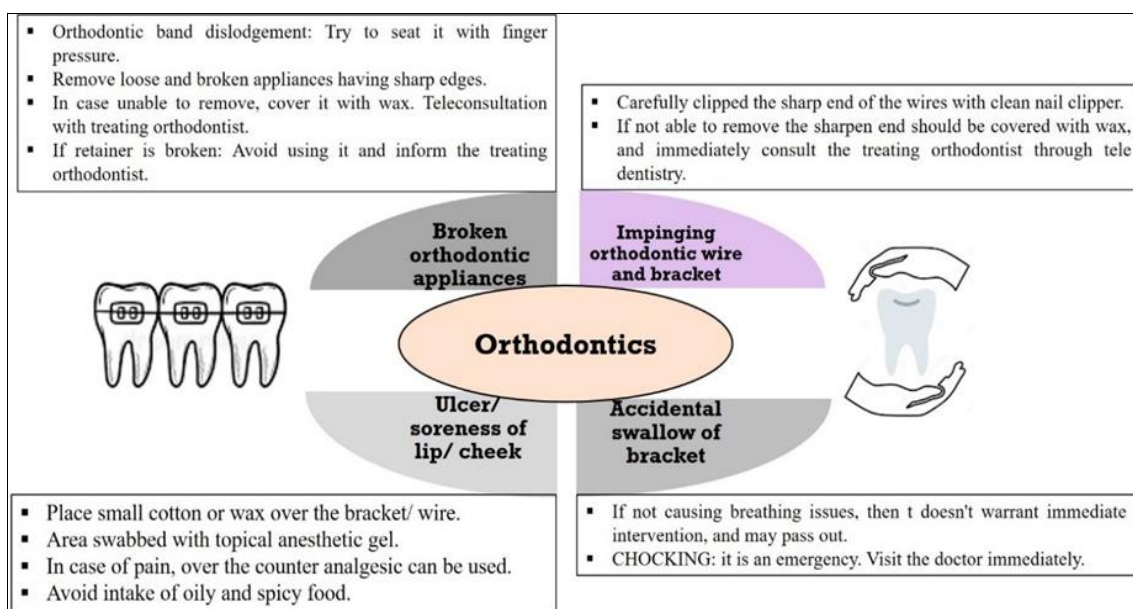 ▪ Orthodontic band dislodgement: Try to seat it with finger
pressure.
▪ Remove loose and broken appliances having sharp edges.
▪ In case unable to remove, cover it with wax. Teleconsultation
with treating orthodontist.
▪ If retainer is broken: Avoid using it and inform the treating
orthodontist.
▪ Carefully clipped the sharp end of the wires with clean nail clipper.
▪ If not able to remove the sharpen end should be covered with wax,
and immediately consult the treating orthodontist through tele
dentistry.
Broken
orthodontic
appliances
Impinging
orthodontic wire
and bracket
Orthodontics
Ulcer/
soreness of
lip/ cheek
Accidental
swallow of
bracket
▪ Place small cotton or wax over the bracket/ wire.
▪ Area swabbed with topical anesthetic gel.
▪ In case of pain, over the counter analgesic can be used.
▪ Avoid intake of oily and spicy food.
▪ If not causing breathing issues, then t doesn't warrant immediate
intervention, and may pass out.
▪ CHOCKING: it is an emergency. Visit the doctor immediately.